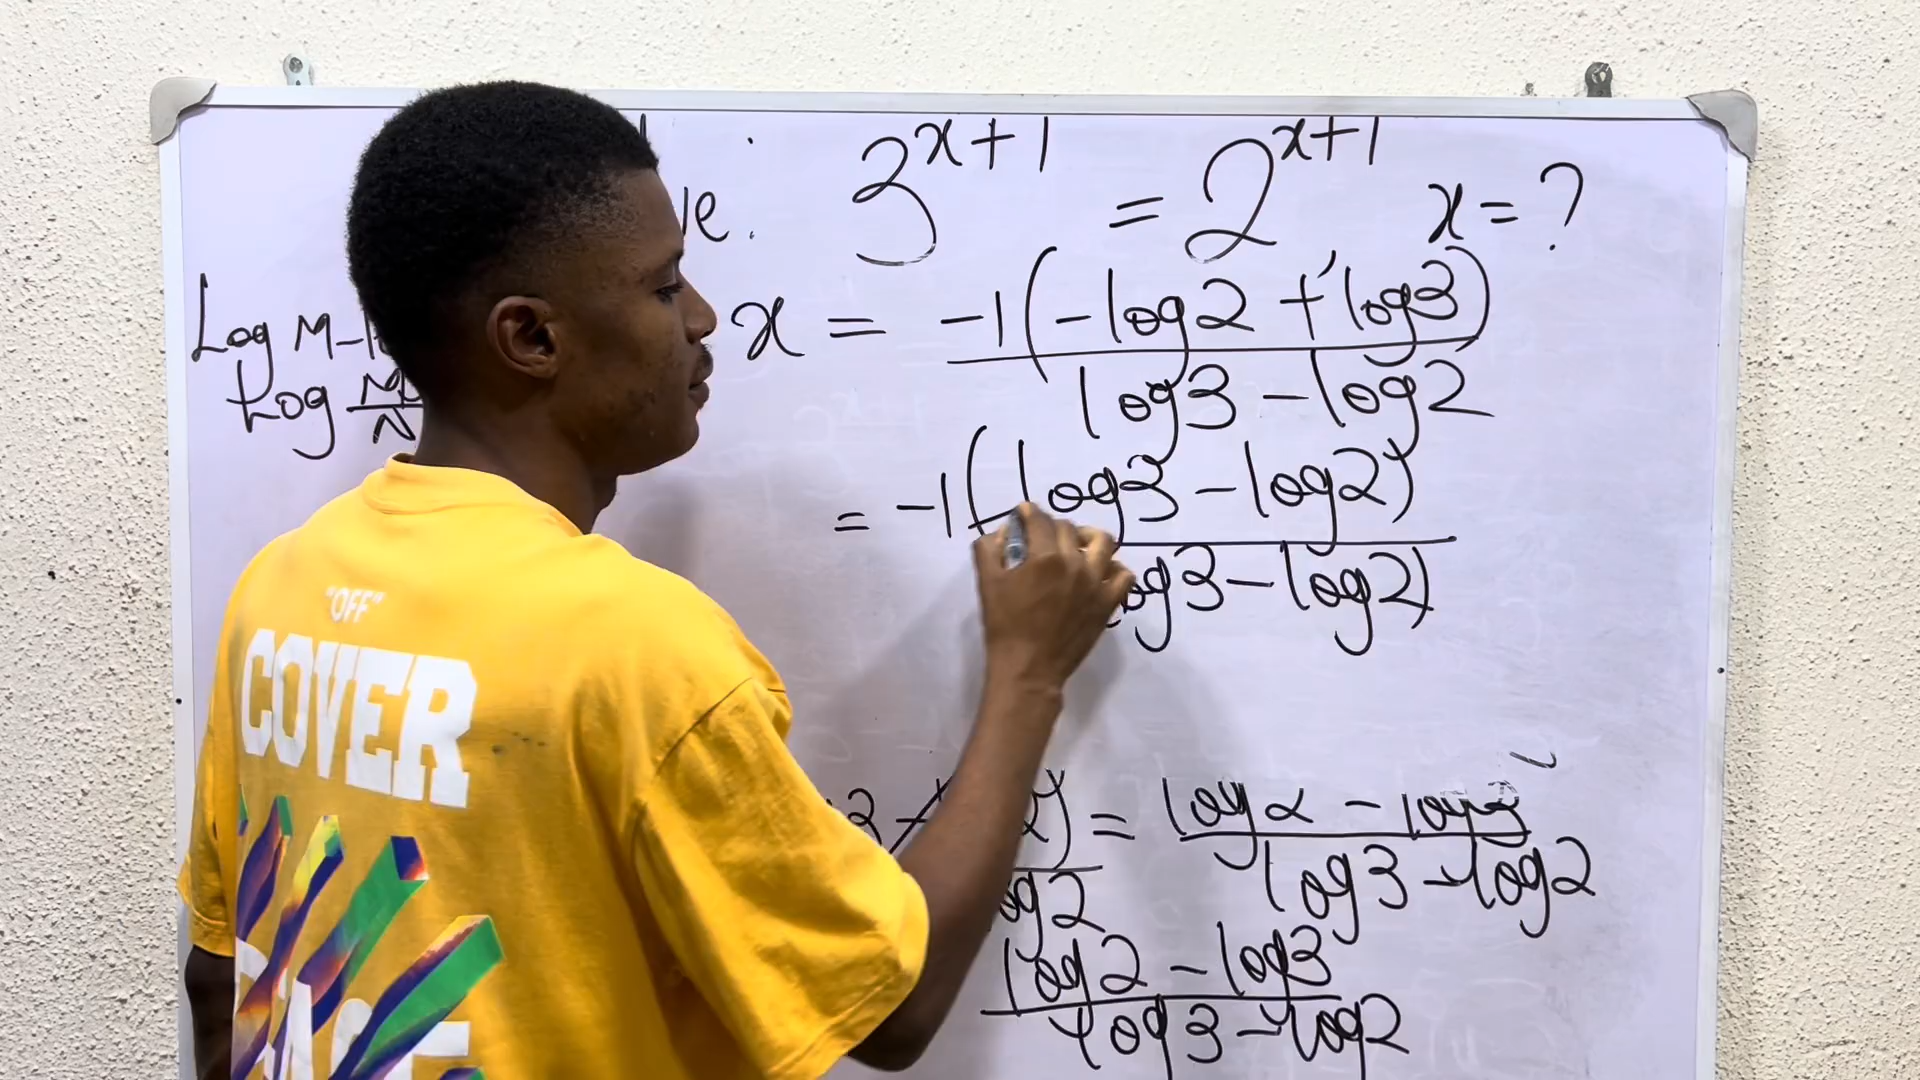 3^{x+1} = 2^{x+1} x = ?
Log M -
Log M/N
x = -1(-log2 + log3) / log3 - log2
= -1(log3 - log2) / log3 - log2)
= log2 - log3 / log3 - log2
log2 - log3 / log3 - log2
"OFF"
COVER